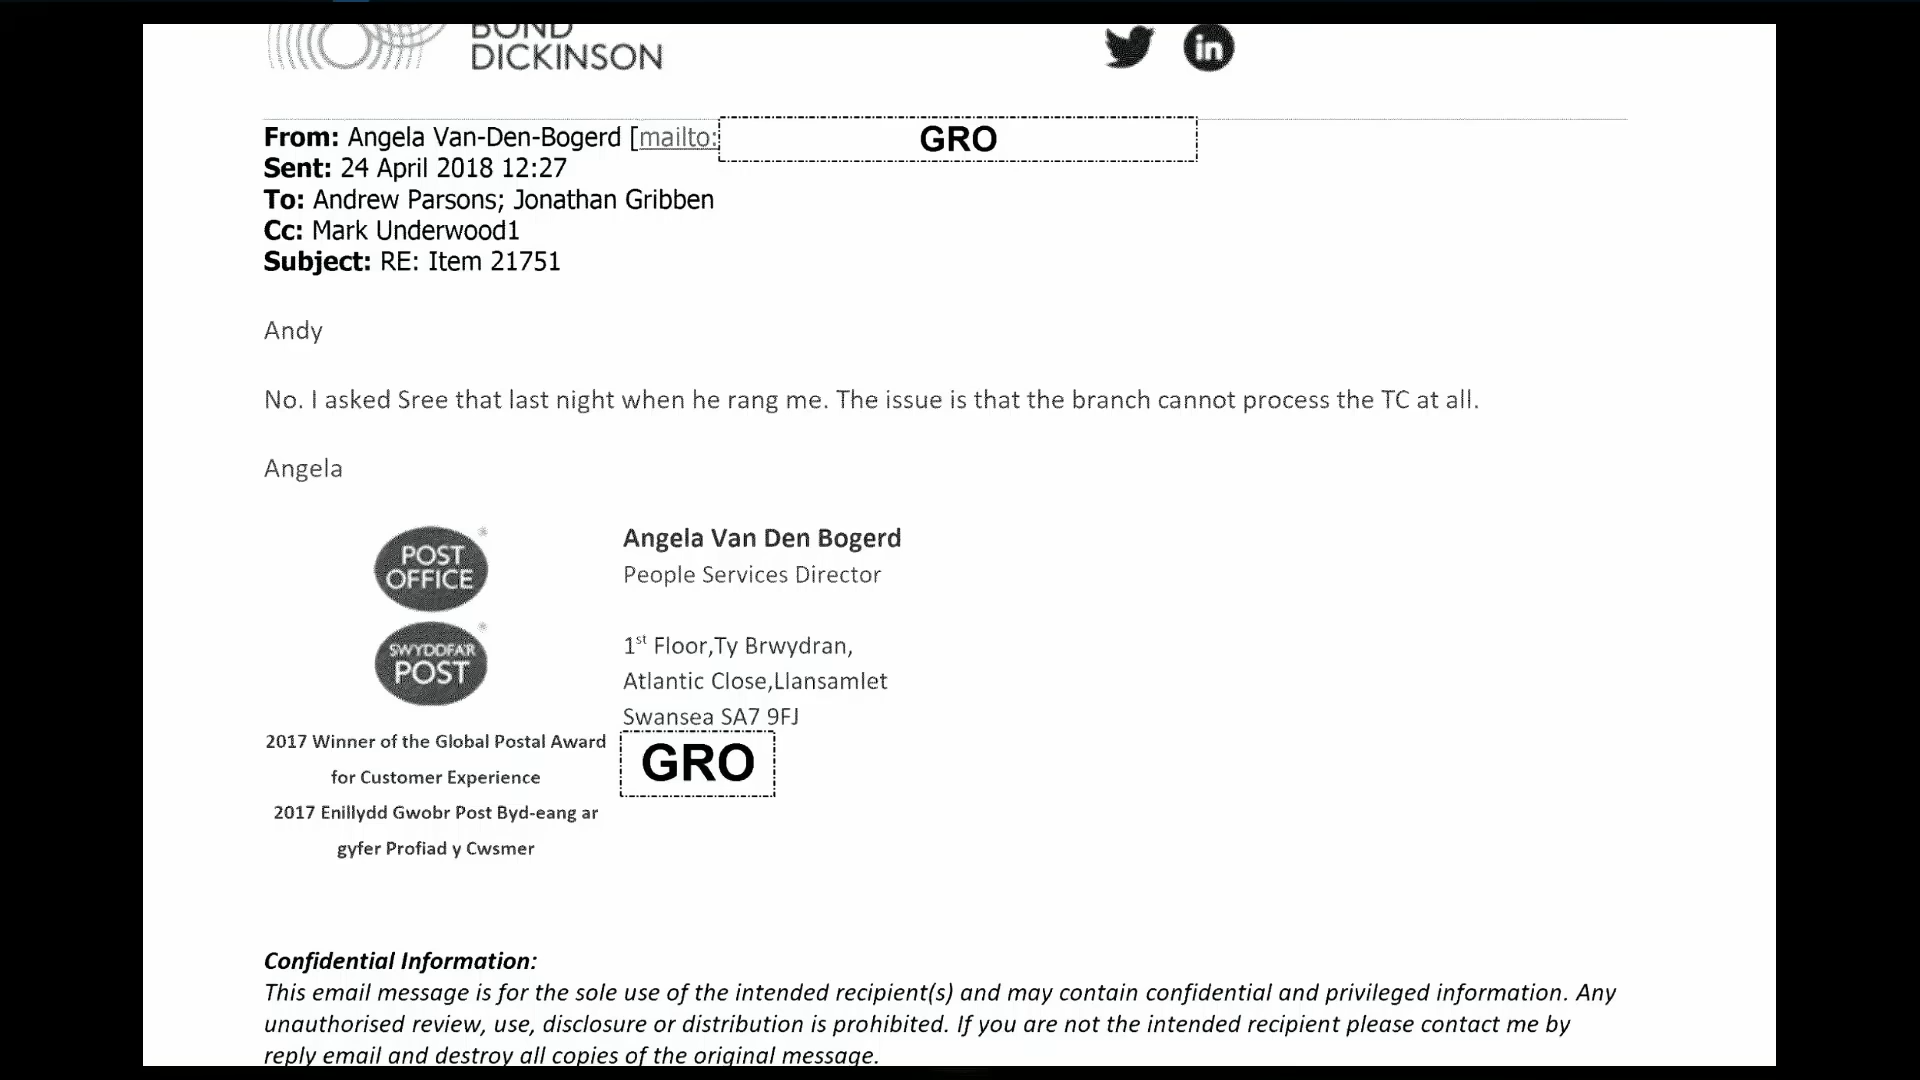 BOND
DICKINSON
in
From: Angela Van-Den-Bogerd [mailto: GRO
Sent: 24 April 2018 12:27
To: Andrew Parsons; Jonathan Gribben
Cc: Mark Underwood1
Subject: RE: Item 21751
Andy
No. I asked Sree that last night when he rang me. The issue is that the branch cannot process the TC at all.
Angela
POST
OFFICE
SWYDDFA'R
POST
2017 Winner of the Global Postal Award
for Customer Experience
2017 Enillydd Gwobr Post Byd-eang ar
gyfer Profiad y Cwsmer
Angela Van Den Bogerd
People Services Director
1st Floor,Ty Brwydran,
Atlantic Close,Llansamlet
Swansea SA7 9FJ
GRO
Confidential Information:
This email message is for the sole use of the intended recipient(s) and may contain confidential and privileged information. Any
unauthorised review, use, disclosure or distribution is prohibited. If you are not the intended recipient please contact me by
reply email and destroy all copies of the original message.